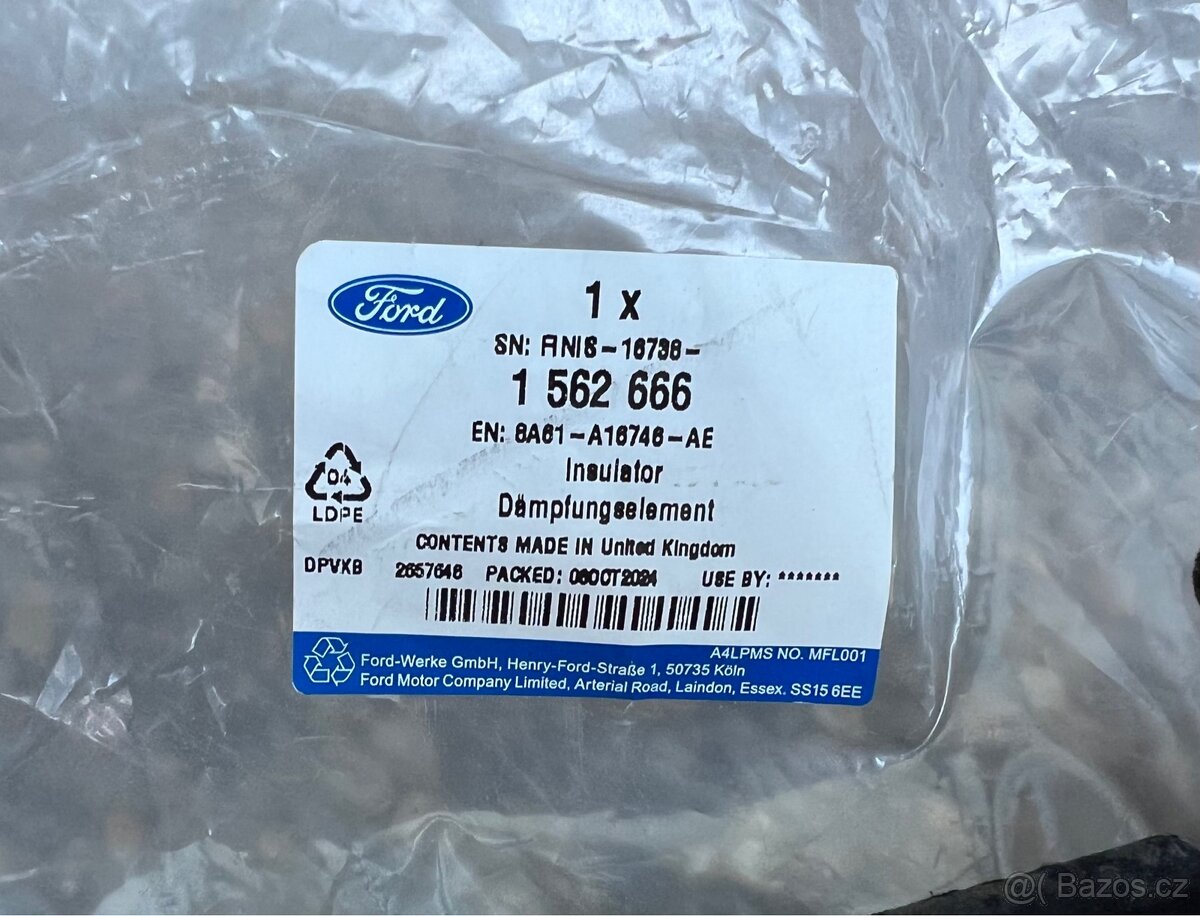 Ford
1 x
SN: FINIS-16738-
1 562 666
EN: 8A61-A16746-AE
Insulator
Dämpfungselement
04
LDPE
CONTENTS MADE IN United Kingdom
DPVKB 2657646 PACKED: 08OCT2024 USE BY: *******
A4LPMS NO. MFL001
Ford-Werke GmbH, Henry-Ford-Straße 1, 50735 Köln
Ford Motor Company Limited, Arterial Road, Laindon, Essex. SS15 6EE
@( Bazos.cz